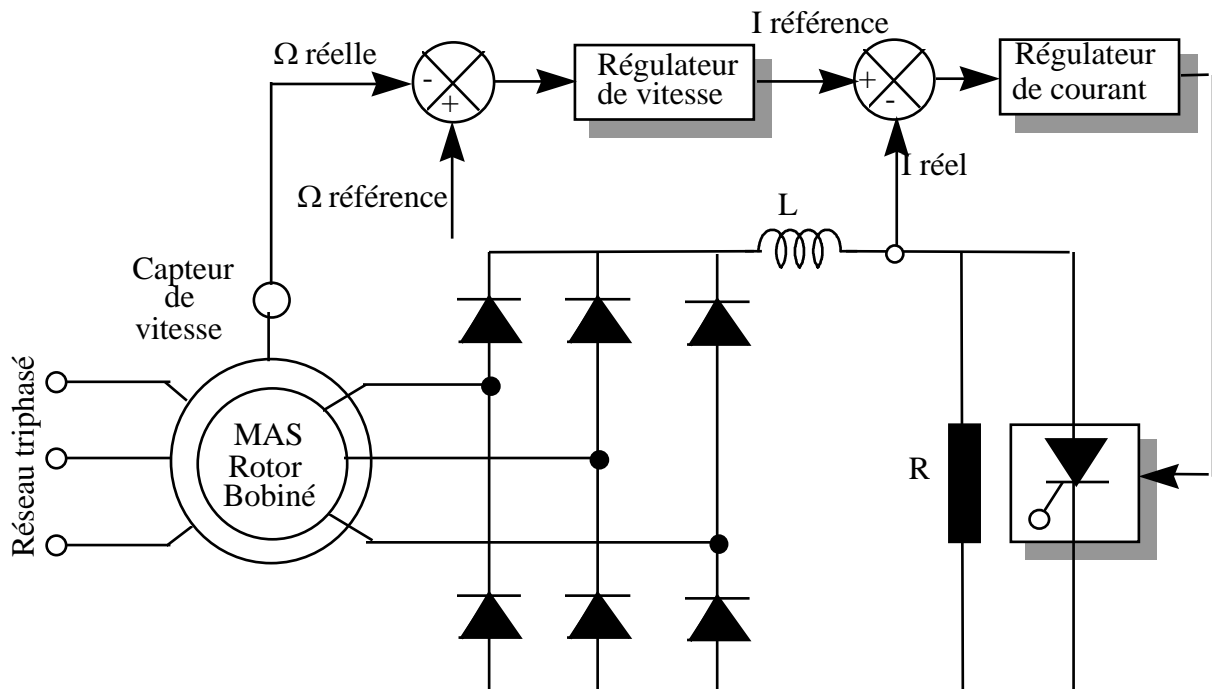 I référence
Ω réelle
-
+
Régulateur
de vitesse
+
-
Régulateur
de courant
I réel
Ω référence
L
Capteur
de
vitesse
Réseau triphasé
MAS
Rotor
Bobiné
R